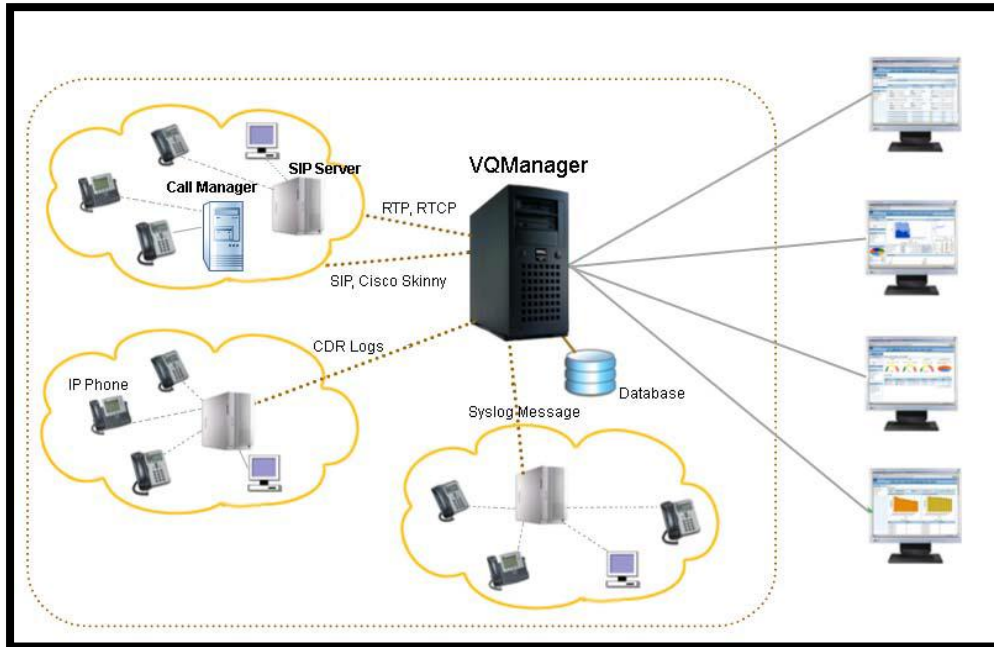 VQManager
SIP Server
Call Manager
RTP, RTCP
SIP, Cisco Skinny
CDR Logs
IP Phone
Database
Syslog Message